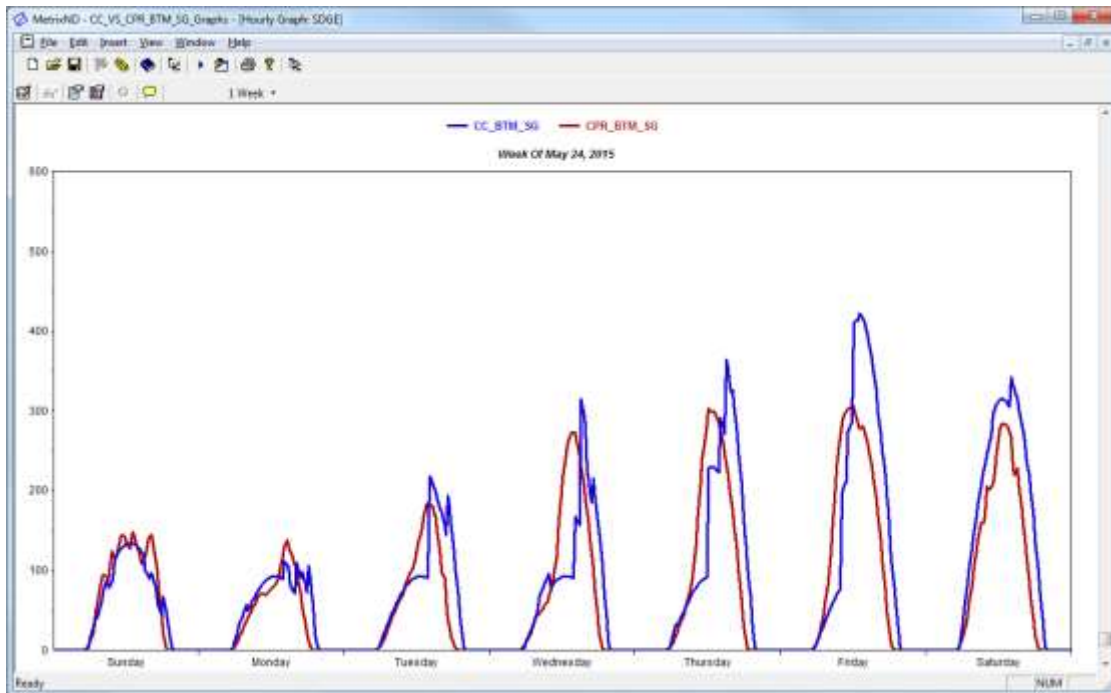 MetrixND - CC_VS_CPR_BTM_SG_Graphs - [Hourly Graph: SDGE]
File Edit Insert View Window Help
1 Week
CC_BTM_SG CPR_BTM_SG
Week Of May 24, 2015
600
500
400
300
200
100
0
Sunday Monday Tuesday Wednesday Thursday Friday Saturday
Ready NUM